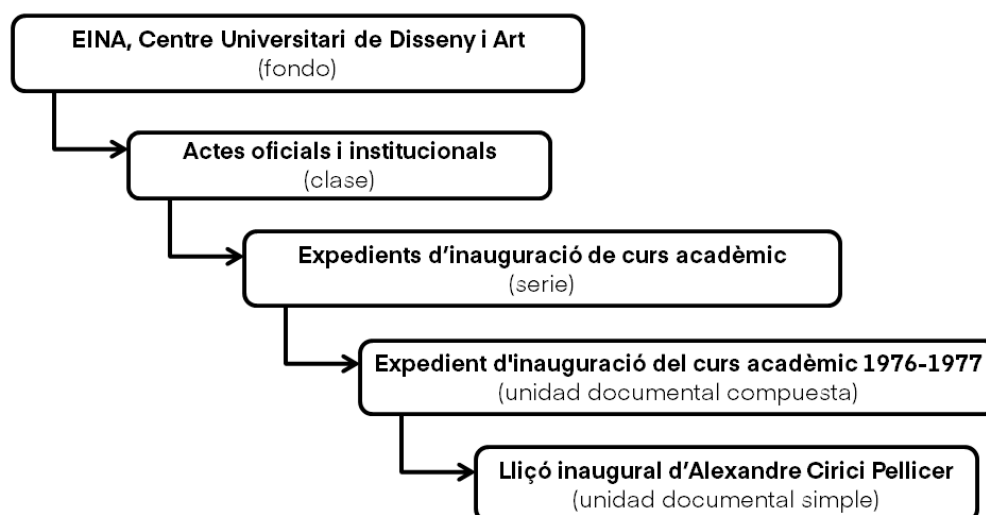 EINA, Centre Universitari de Disseny i Art
(fondo)
Actes oficials i institucionals
(clase)
Expedients d’inauguració de curs acadèmic
(serie)
Expedient d'inauguració del curs acadèmic 1976-1977
(unidad documental compuesta)
Lliçó inaugural d’Alexandre Cirici Pellicer
(unidad documental simple)